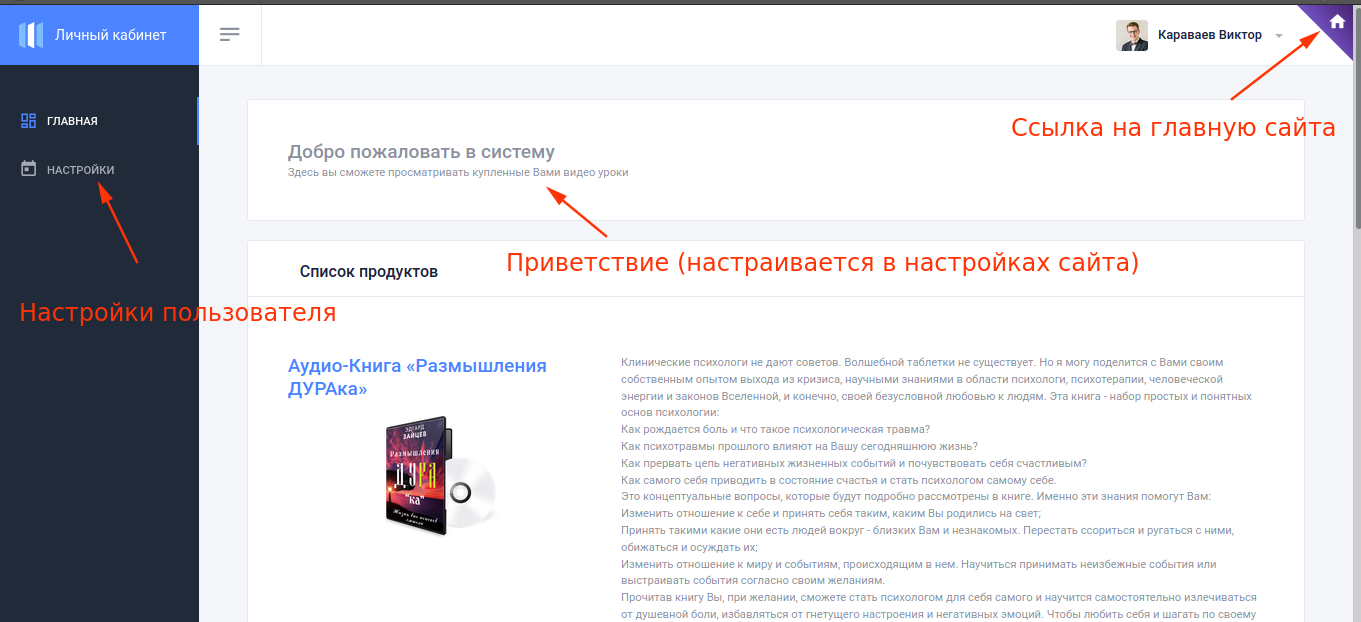 Личный кабинет
Караваев Виктор
ГЛАВНАЯ
НАСТРОЙКИ
Ссылка на главную сайта
Добро пожаловать в систему
Здесь вы сможете просматривать купленные Вами видео уроки
Приветствие (настраивается в настройках сайта)
Список продуктов
Настройки пользователя
Аудио-Книга «Размышления
ДУРАка»
ЭДГАРД
ЗАЙЦЕВ
Размышления
ДУРА
"ка"
Клинические психологи не дают советов. Волшебной таблетки не существует. Но я могу поделится с Вами своим
собственным опытом выхода из кризиса, научными знаниями в области психологи, психотерапии, человеческой
энергии и законов Вселенной, и конечно, своей безусловной любовью к людям. Эта книга - набор простых и понятных
основ психологии:
Как рождается боль и что такое психологическая травма?
Как психотравмы прошлого влияют на Вашу сегодняшнюю жизнь?
Как прервать цепь негативных жизненных событий и почувствовать себя счастливым?
Как самого себя приводить в состояние счастья и стать психологом самому себе.
Это концептуальные вопросы, которые будут подробно рассмотрены в книге. Именно эти знания помогут Вам:
Изменить отношение к себе и принять себя таким, каким Вы родились на свет;
Принять такими какие они есть людей вокруг - близких Вам и незнакомых. Перестать ссориться и ругаться с ними,
обижаться и осуждать их;
Изменить отношение к миру и событиям, происходящим в нем. Научиться принимать неизбежные события или
выстраивать события согласно своим желаниям.
Прочитав книгу Вы, при желании, сможете стать психологом для себя самого и научится самостоятельно излечиваться
от душевной боли, избавляться от гнетущего настроения и негативных эмоций. Чтобы любить себя и шагать по своему